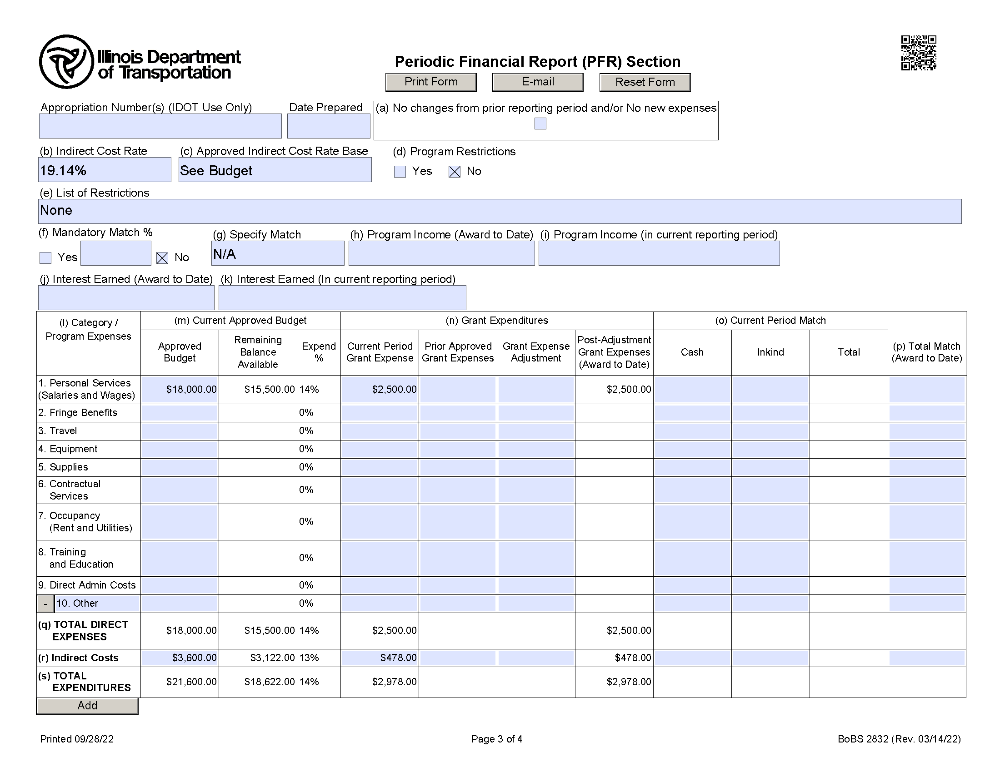 Illinois Department
of Transportation
Periodic Financial Report (PFR) Section
Print Form E-mail Reset Form
Appropriation Number(s) (IDOT Use Only) Date Prepared (a) No changes from prior reporting period and/or No new expenses
(b) Indirect Cost Rate (c) Approved Indirect Cost Rate Base (d) Program Restrictions
19.14% See Budget Yes No
(e) List of Restrictions
None
(f) Mandatory Match % (g) Specify Match (h) Program Income (Award to Date) (i) Program Income (in current reporting period)
Yes No N/A
(j) Interest Earned (Award to Date) (k) Interest Earned (In current reporting period)
(l) Category /
Program Expenses
(m) Current Approved Budget (n) Grant Expenditures (o) Current Period Match
Approved
Budget
Remaining
Balance
Available
Expend
%
Current Period
Grant Expense
Prior Approved
Grant Expenses
Grant Expense
Adjustment
Post-Adjustment
Grant Expenses
(Award to Date)
Cash Inkind Total
(p) Total Match
(Award to Date)
1. Personal Services
(Salaries and Wages)
$18,000.00 $15,500.00 14% $2,500.00 $2,500.00
2. Fringe Benefits 0%
3. Travel 0%
4. Equipment 0%
5. Supplies 0%
6. Contractual
Services
0%
7. Occupancy
(Rent and Utilities)
0%
8. Training
and Education
0%
9. Direct Admin Costs 0%
- 10. Other 0%
(q) TOTAL DIRECT
EXPENSES
$18,000.00 $15,500.00 14% $2,500.00 $2,500.00
(r) Indirect Costs $3,600.00 $3,122.00 13% $478.00 $478.00
(s) TOTAL
EXPENDITURES
$21,600.00 $18,622.00 14% $2,978.00 $2,978.00
Add
Printed 09/28/22 Page 3 of 4 BoBS 2832 (Rev. 03/14/22)